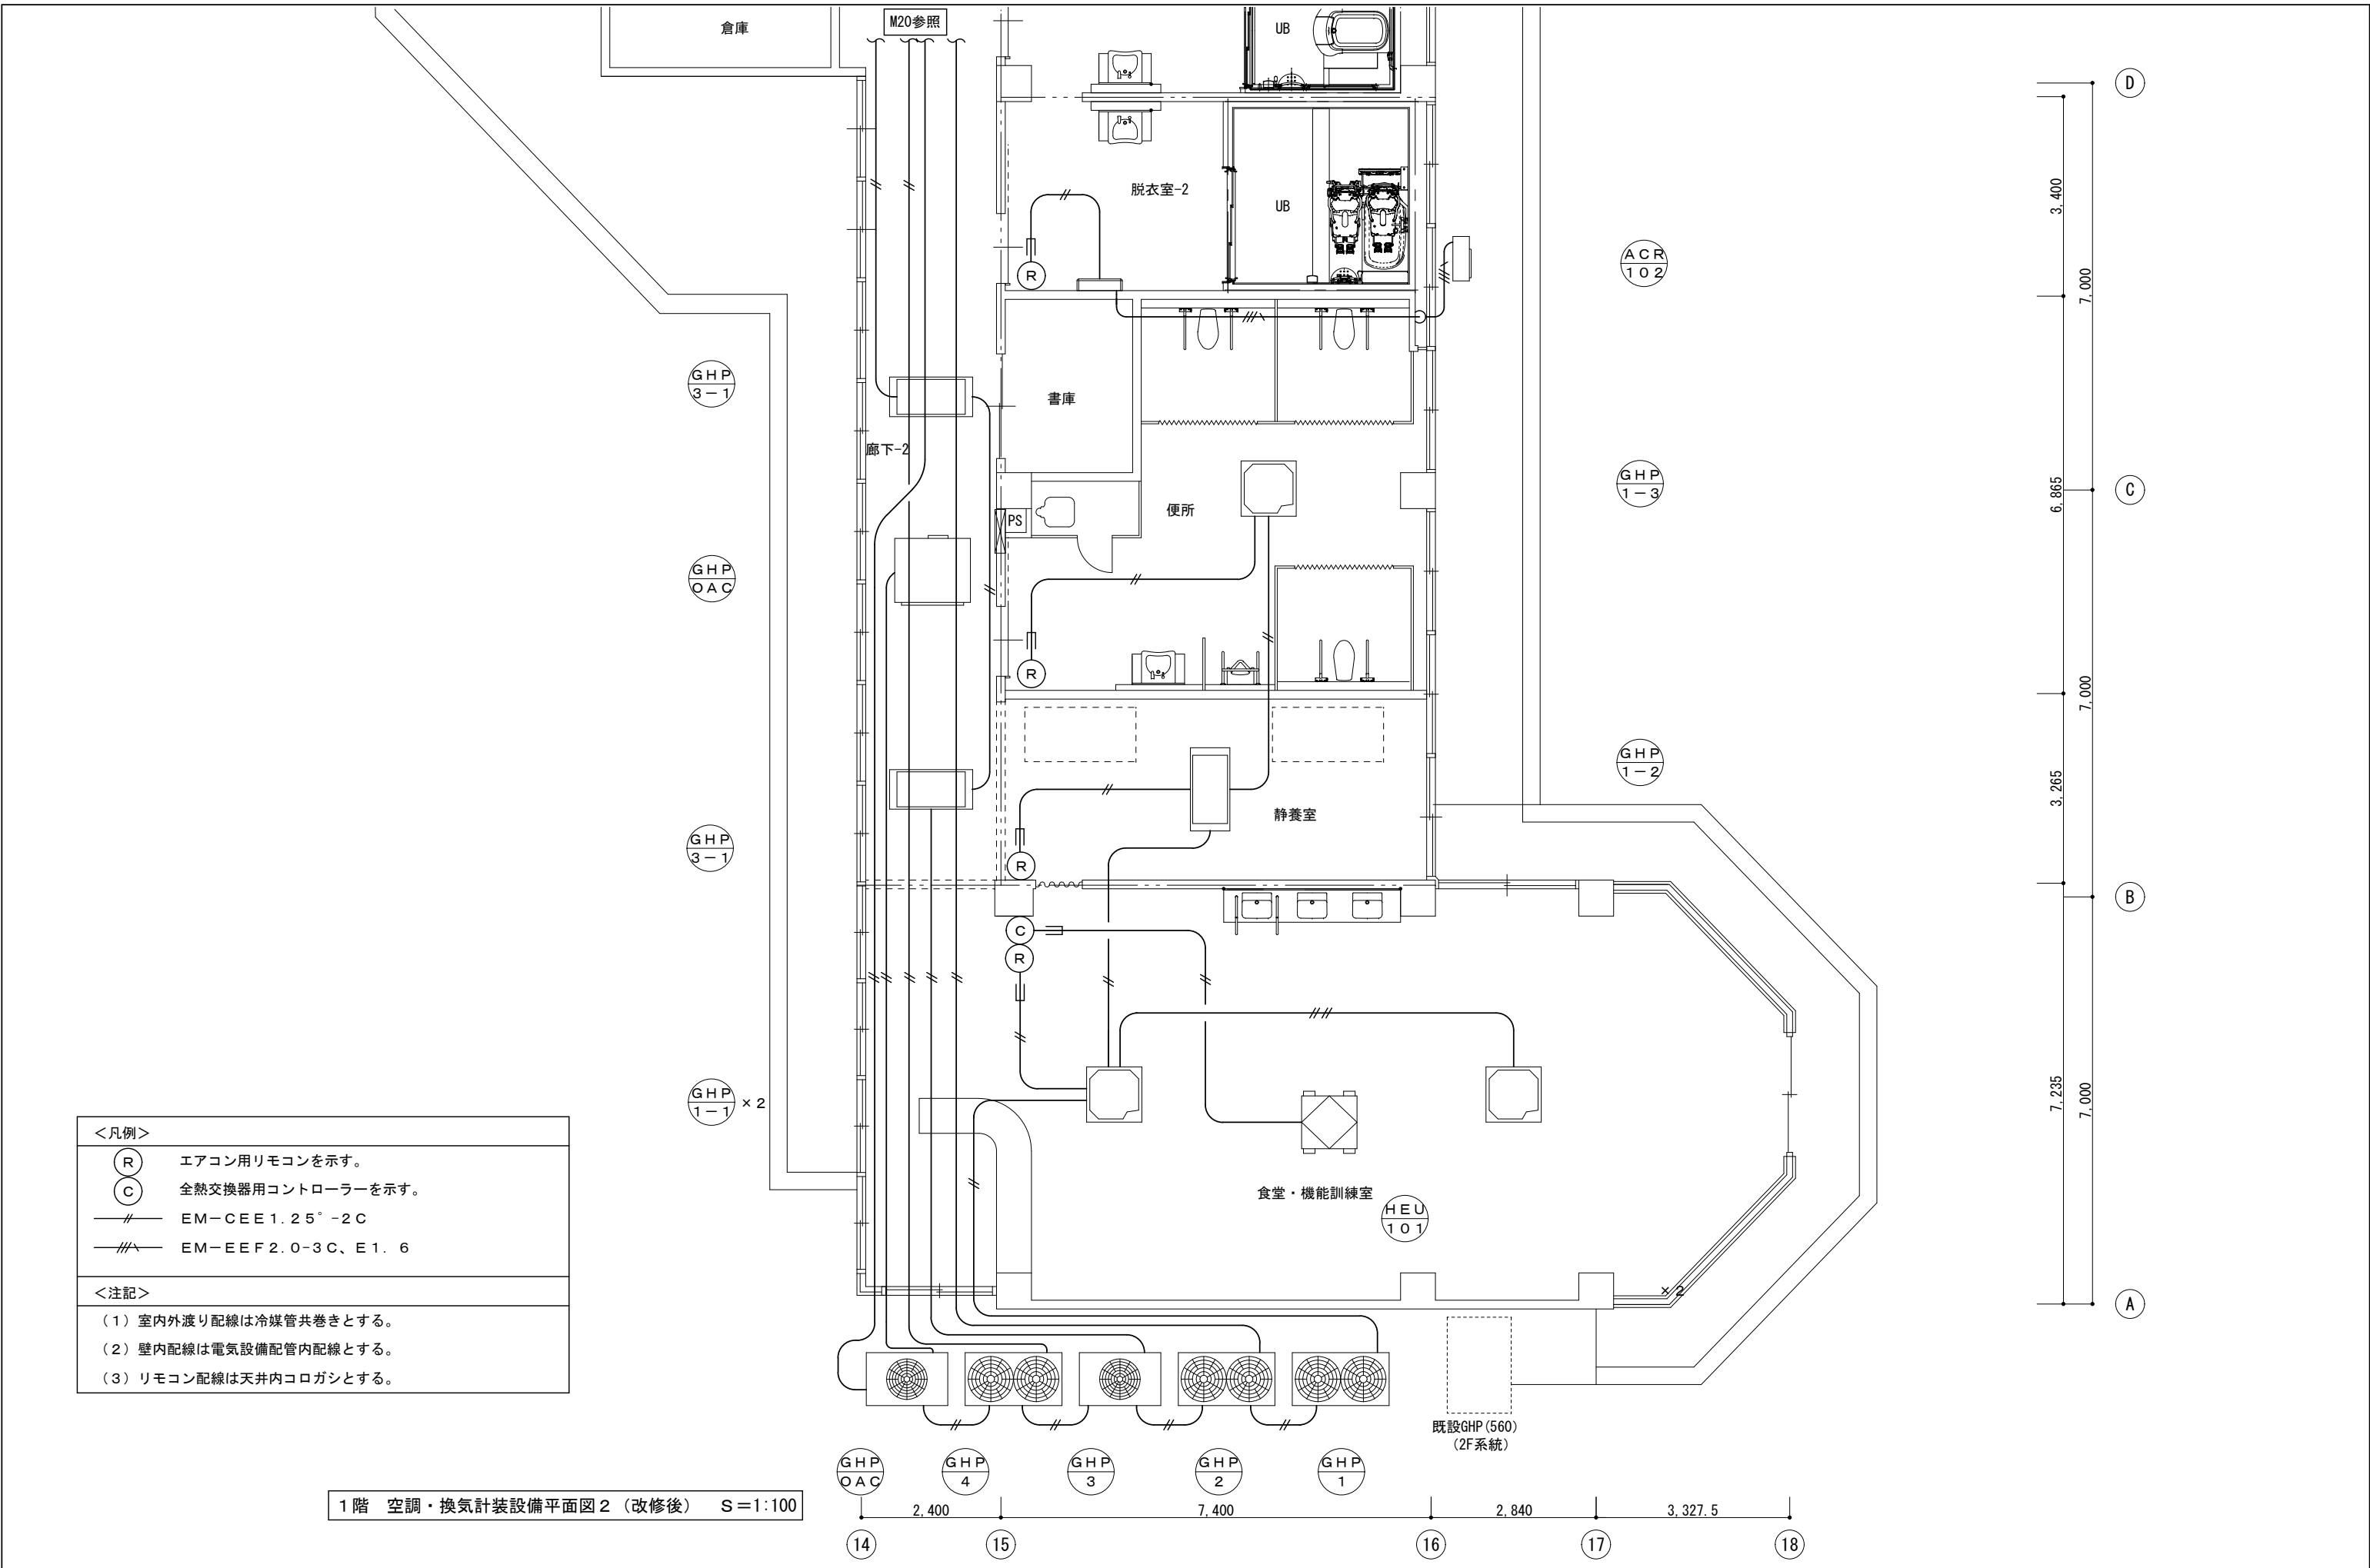 倉庫
M20参照
UB
D
脱衣室-2
UB
3,400
ACR
102
R
7,000
GHP
3-1
書庫
廊下-2
GHP
1-3
6,865
C
便所
PS
GHP
OAC
R
7,000
GHP
1-2
3,265
静養室
GHP
3-1
R
B
C
R
GHP
1-1
×2
7,235
7,000
食堂・機能訓練室
HEU
101
×2
A
<凡例>
R エアコン用リモコンを示す。
C 全熱交換器用コントローラーを示す。
EM-CEE1.25°-2C
EM-EEF2.0-3C、E1.6
<注記>
(1)室内外渡り配線は冷媒管共巻きとする。
(2)壁内配線は電気設備配管内配線とする。
(3)リモコン配線は天井内コロガシとする。
既設GHP(560)
(2F系統)
GHP
OAC
GHP
4
GHP
3
GHP
2
GHP
1
1階 空調・換気計装設備平面図2(改修後) S=1:100
2,400
7,400
2,840
3,327.5
14
15
16
17
18